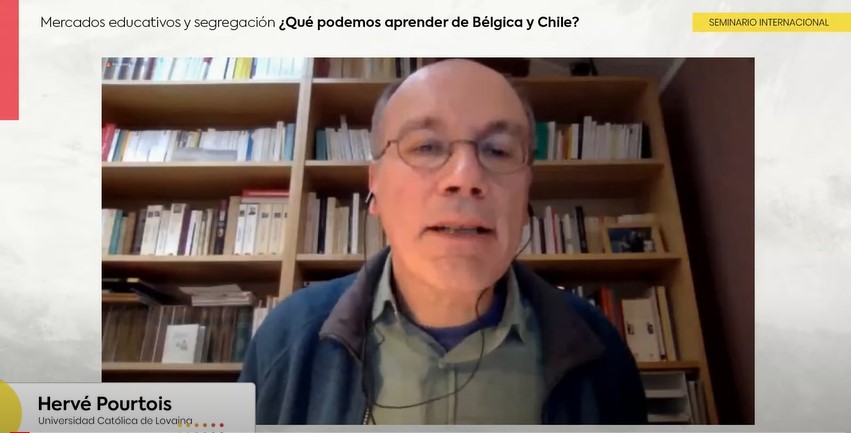 Mercados educativos y segregación ¿Qué podemos aprender de Bélgica y Chile?
SEMINARIO INTERNACIONAL
Hervé Pourtois
Universidad Católica de Lovaina